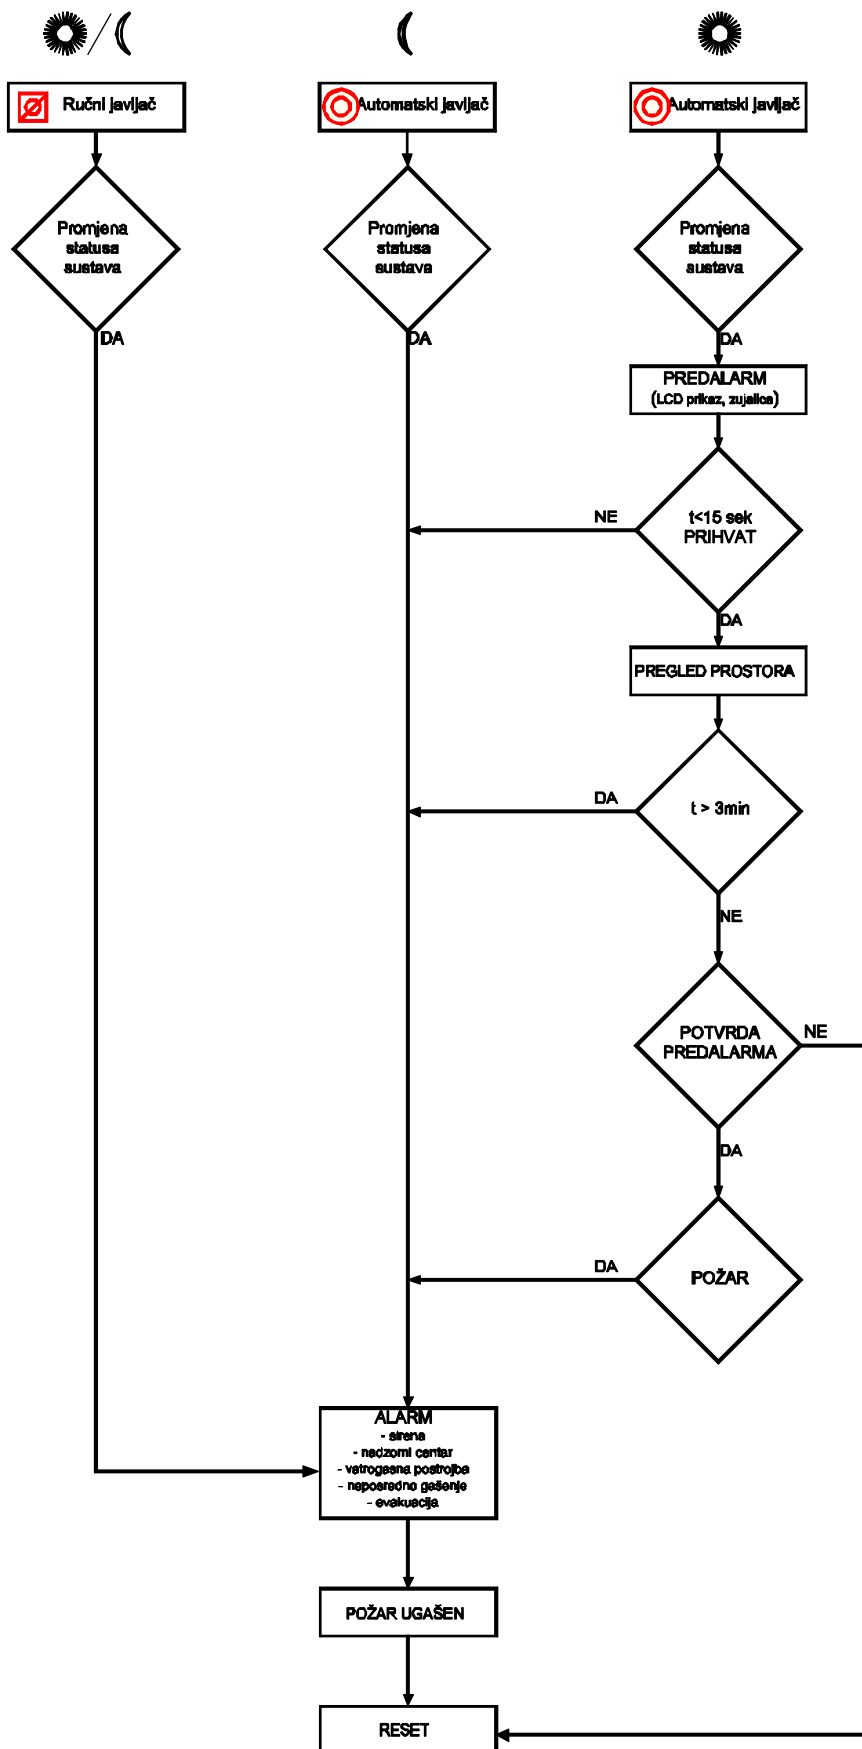 Ručni javljač
Automatski javljač
Automatski javljač
Promjena
statusa
sustava
Promjena
statusa
sustava
Promjena
statusa
sustava
DA
DA
DA
PREDALARM
(LCD prikaz, zujalica)
t<15 sek
PRIHVAT
NE
DA
PREGLED PROSTORA
t > 3min
DA
NE
POTVRDA
PREDALARMA
NE
DA
POŽAR
DA
ALARM
- sirena
- nadzorni centar
- vatrogasna postrojba
- neposredno gašenje
- evakuacija
POŽAR UGAŠEN
RESET